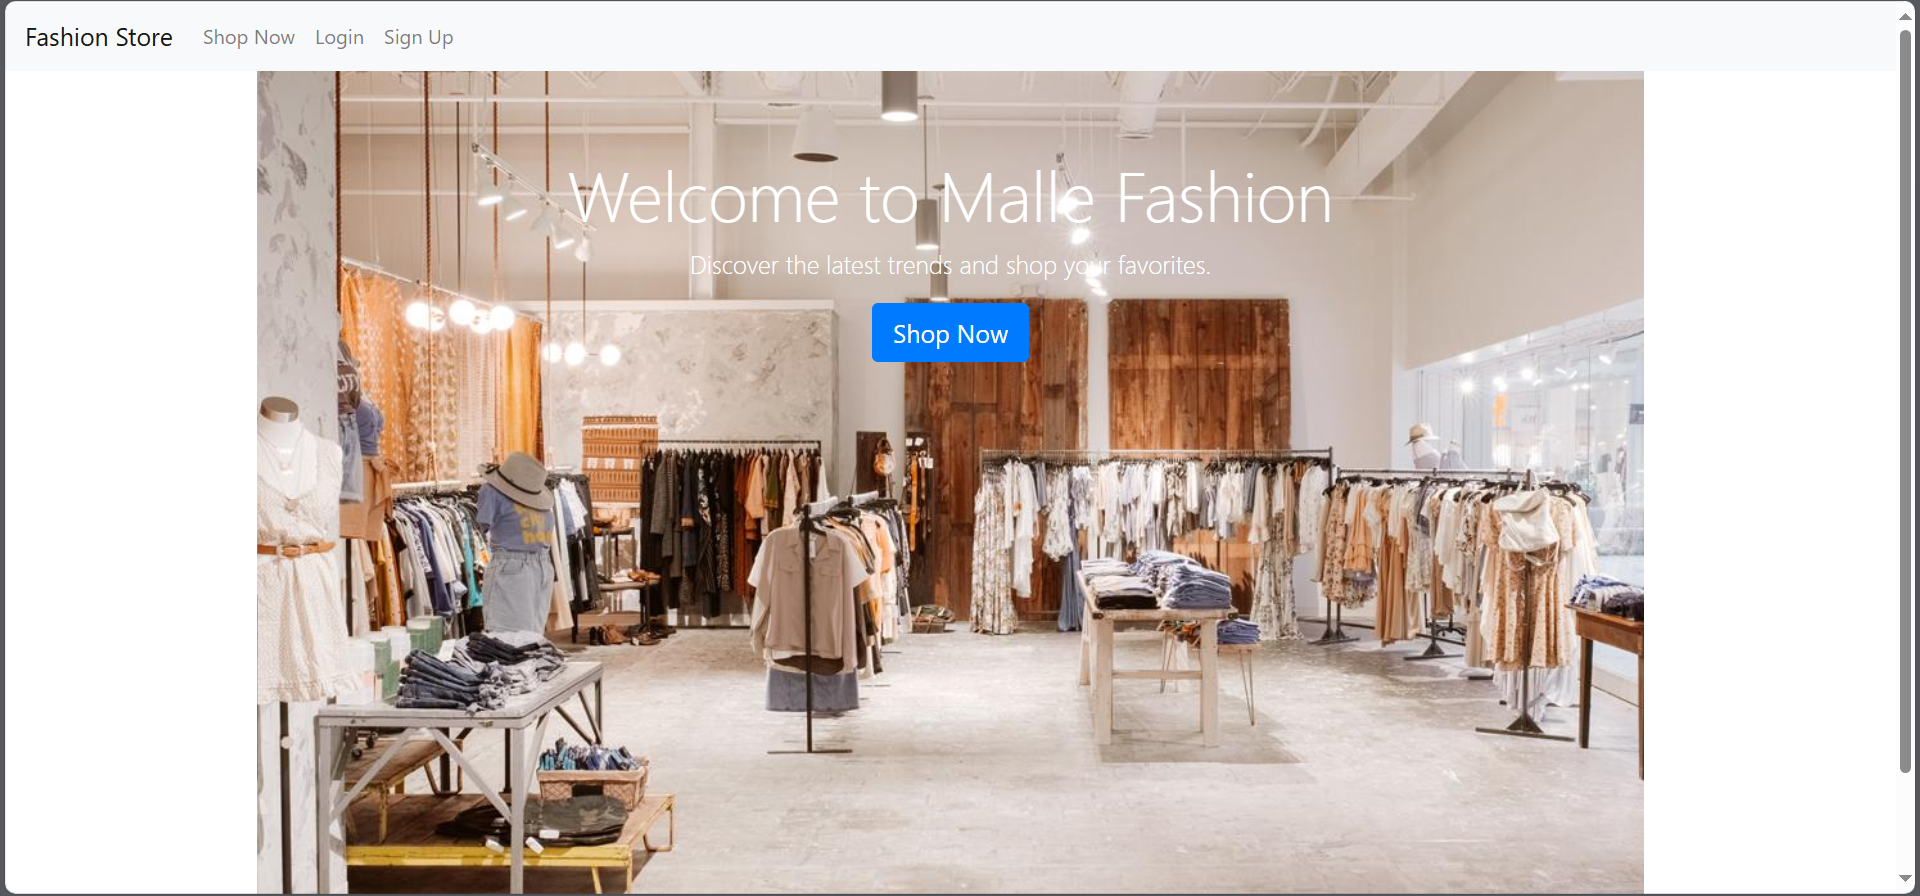 Fashion Store
Shop Now
Login
Sign Up
Welcome to Malle Fashion
Discover the latest trends and shop your favorites.
Shop Now